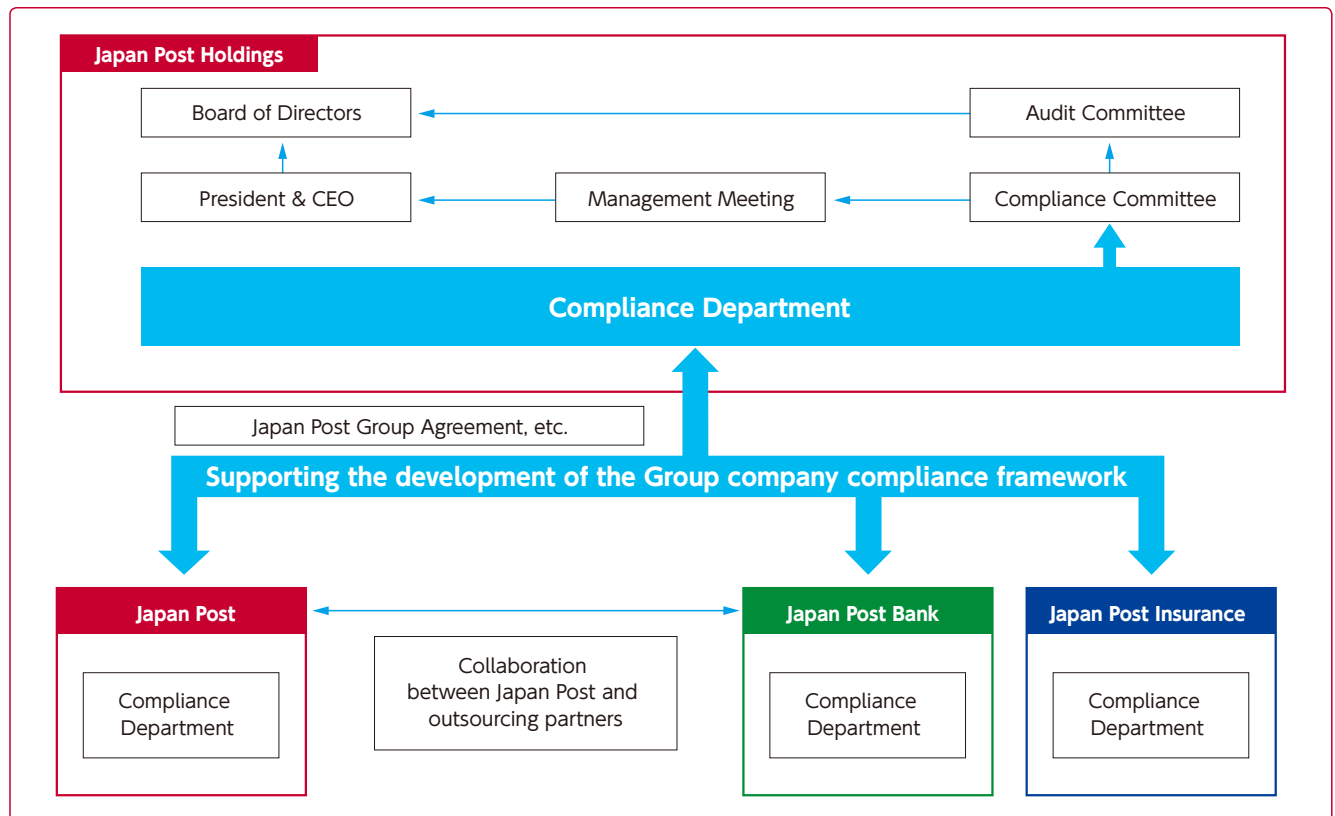 Japan Post Holdings
Board of Directors
Audit Committee
President & CEO
Management Meeting
Compliance Committee
Compliance Department
Japan Post Group Agreement, etc.
Supporting the development of the Group company compliance framework
Japan Post
Compliance
Department
Collaboration
between Japan Post and
outsourcing partners
Japan Post Bank
Compliance
Department
Japan Post Insurance
Compliance
Department